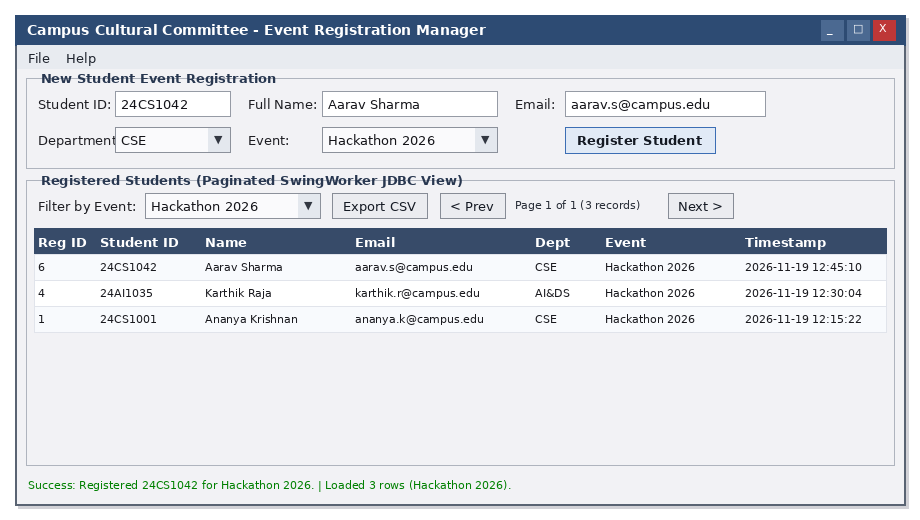 Campus Cultural Committee - Event Registration Manager _ □ X
File Help
New Student Event Registration
Student ID: 24CS1042 Full Name: Aarav Sharma Email: aarav.s@campus.edu
Department CSE ▼ Event: Hackathon 2026 ▼ Register Student
Registered Students (Paginated SwingWorker JDBC View)
Filter by Event: Hackathon 2026 ▼ Export CSV < Prev Page 1 of 1 (3 records) Next >
Reg ID Student ID Name Email Dept Event Timestamp
6 24CS1042 Aarav Sharma aarav.s@campus.edu CSE Hackathon 2026 2026-11-19 12:45:10
4 24AI1035 Karthik Raja karthik.r@campus.edu AI&DS Hackathon 2026 2026-11-19 12:30:04
1 24CS1001 Ananya Krishnan ananya.k@campus.edu CSE Hackathon 2026 2026-11-19 12:15:22
Success: Registered 24CS1042 for Hackathon 2026. | Loaded 3 rows (Hackathon 2026).